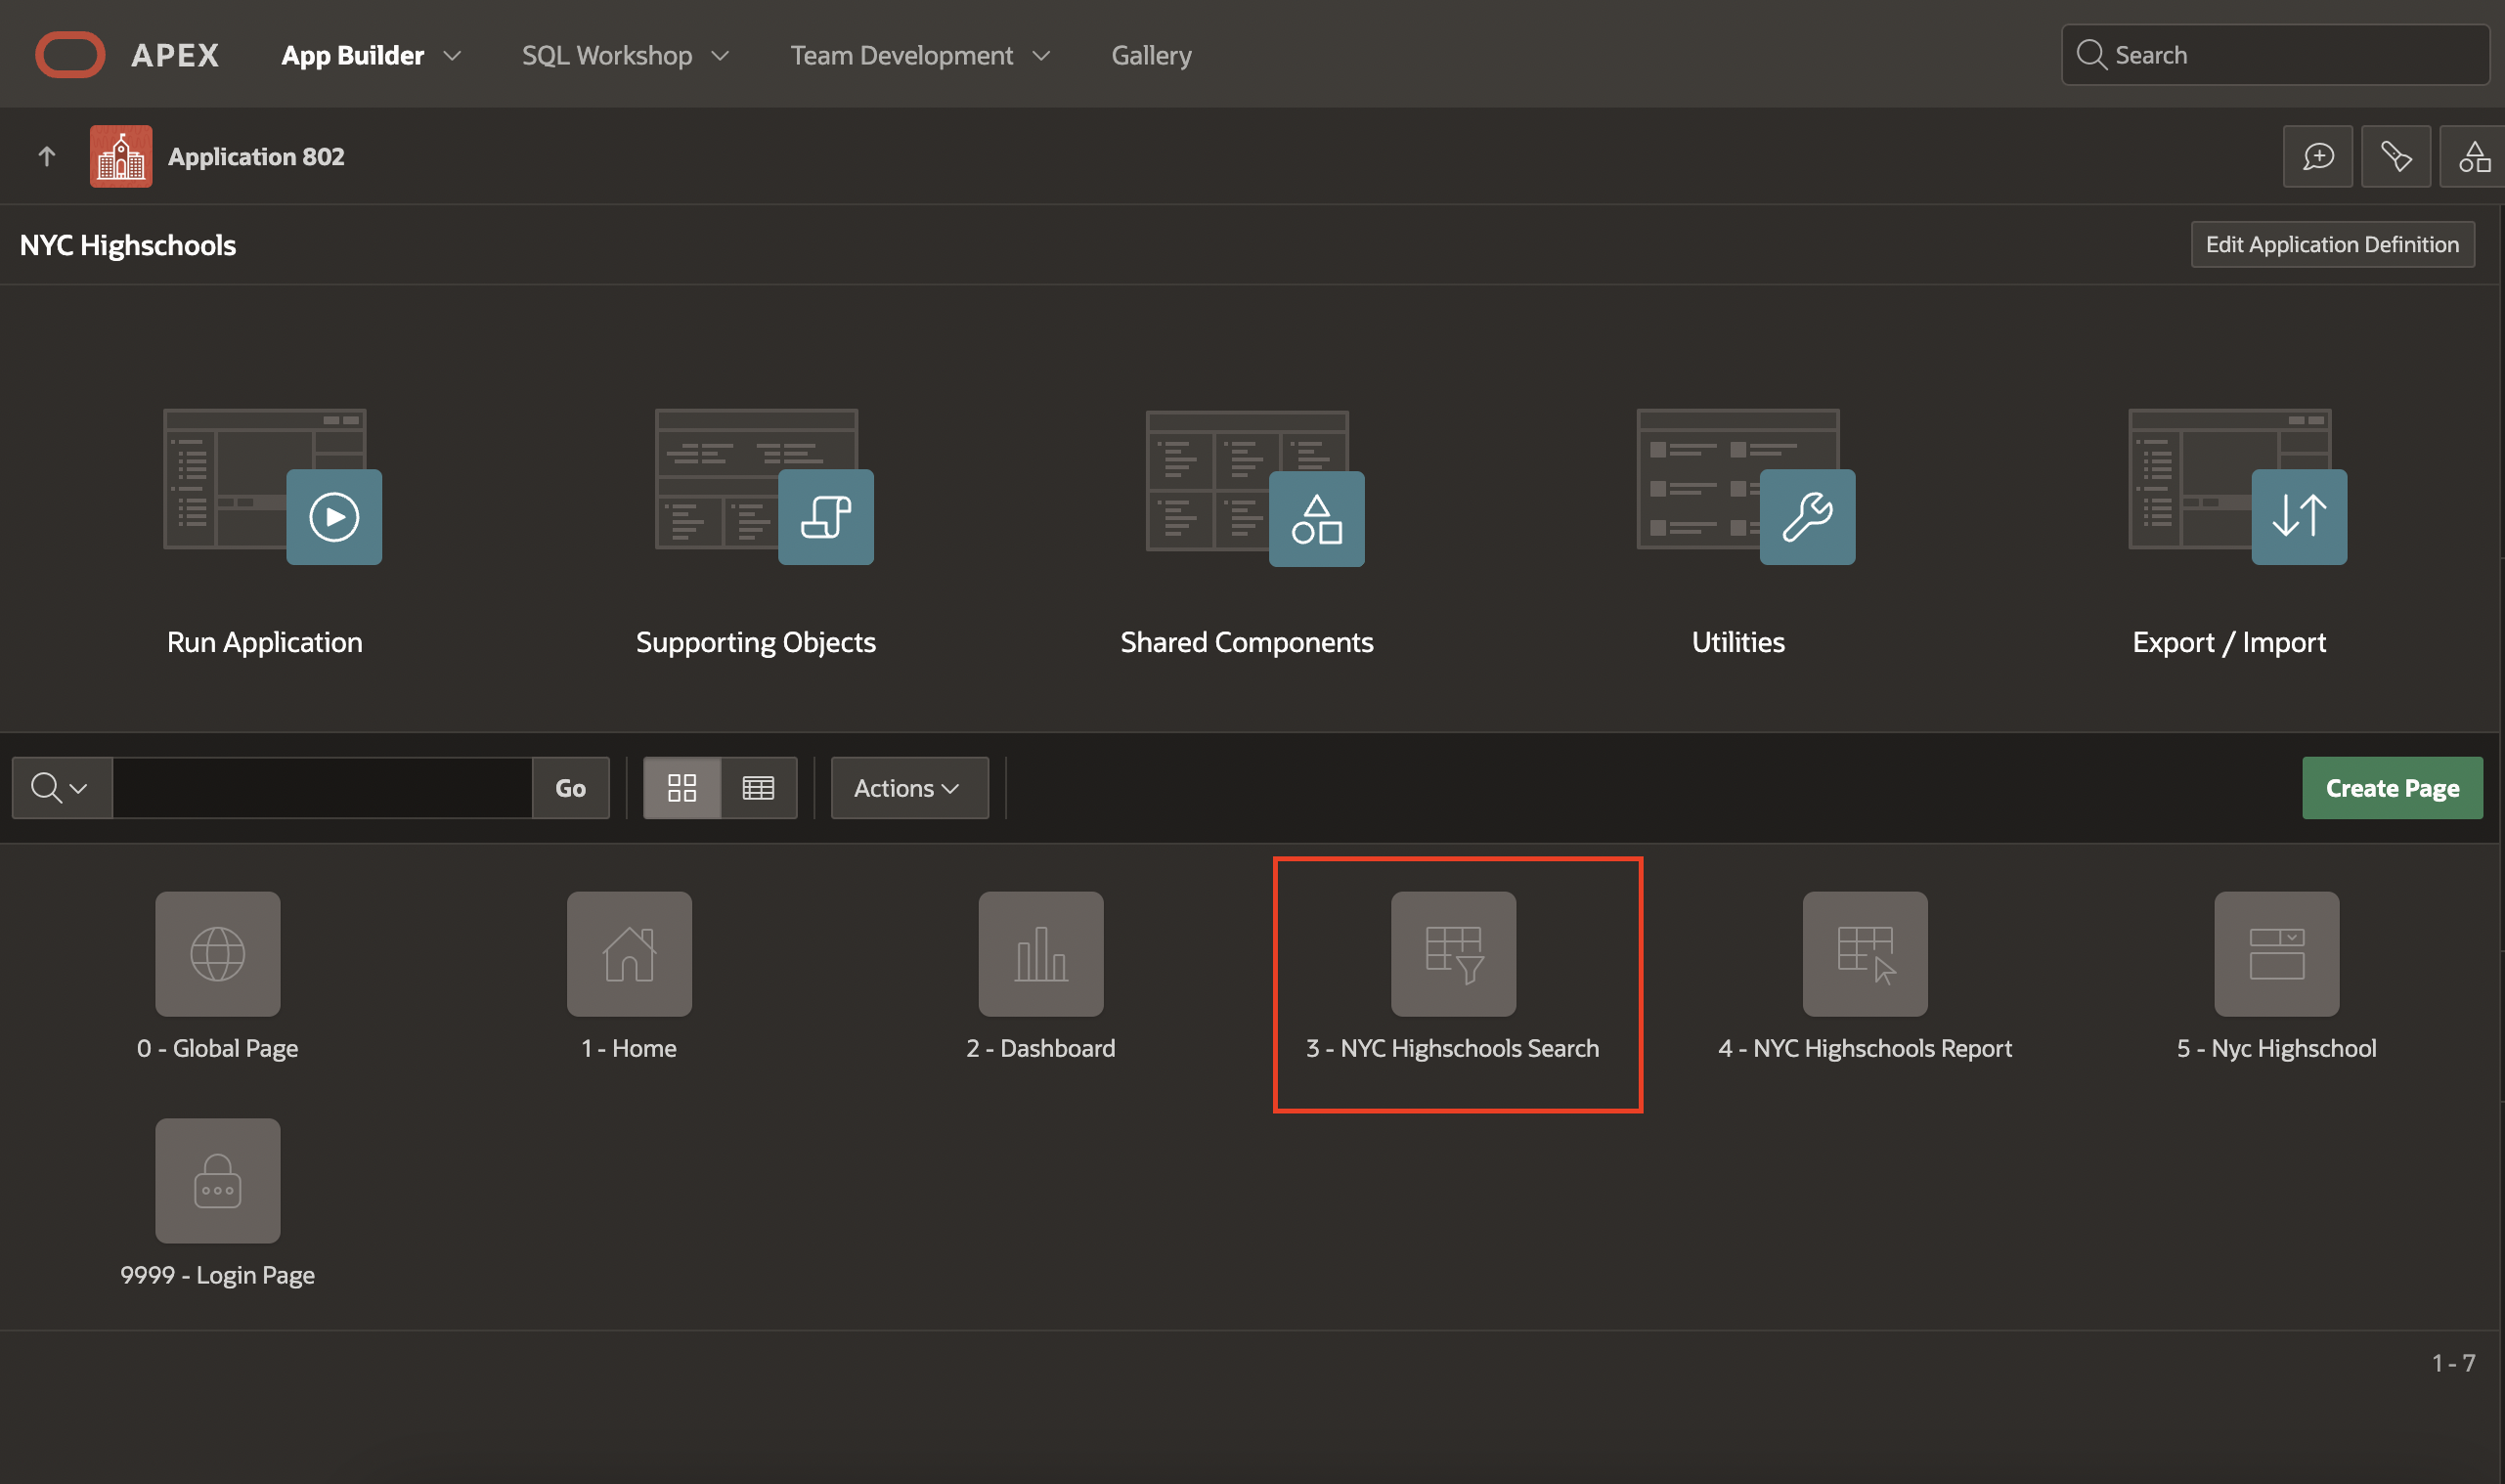 APEX App Builder SQL Workshop Team Development Gallery Search
Application 802
NYC Highschools Edit Application Definition
Run Application Supporting Objects Shared Components Utilities Export / Import
Go Actions Create Page
0 - Global Page 1 - Home 2 - Dashboard 3 - NYC Highschools Search 4 - NYC Highschools Report 5 - Nyc Highschool
9999 - Login Page
1 - 7